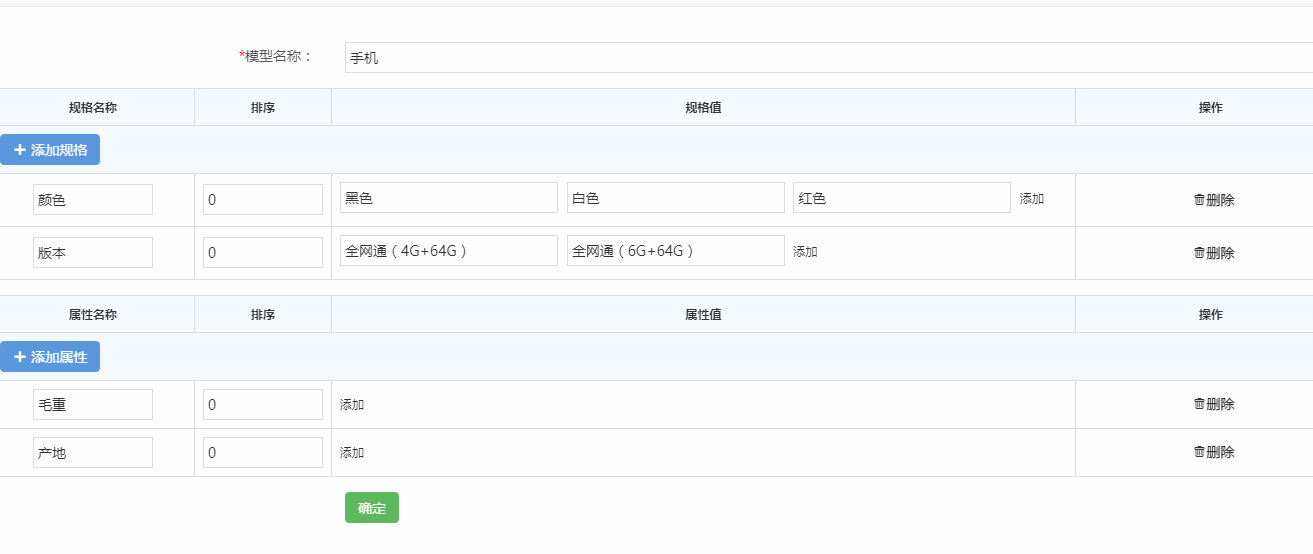 *模型名称： 手机
规格名称 排序 规格值 操作
添加规格
颜色 0 黑色 白色 红色 添加 删除
版本 0 全网通（4G+64G） 全网通（6G+64G） 添加 删除
属性名称 排序 属性值 操作
添加属性
毛重 0 添加 删除
产地 0 添加 删除
确定